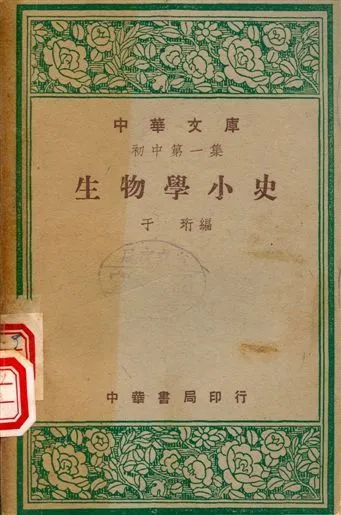 中華文庫
初中第一集
生物學小史
于珩編
中華書局印行